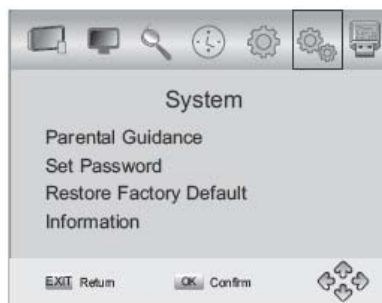 System
Parental Guidance
Set Password
Restore Factory Default
Information
EXIT Return OK Confirm